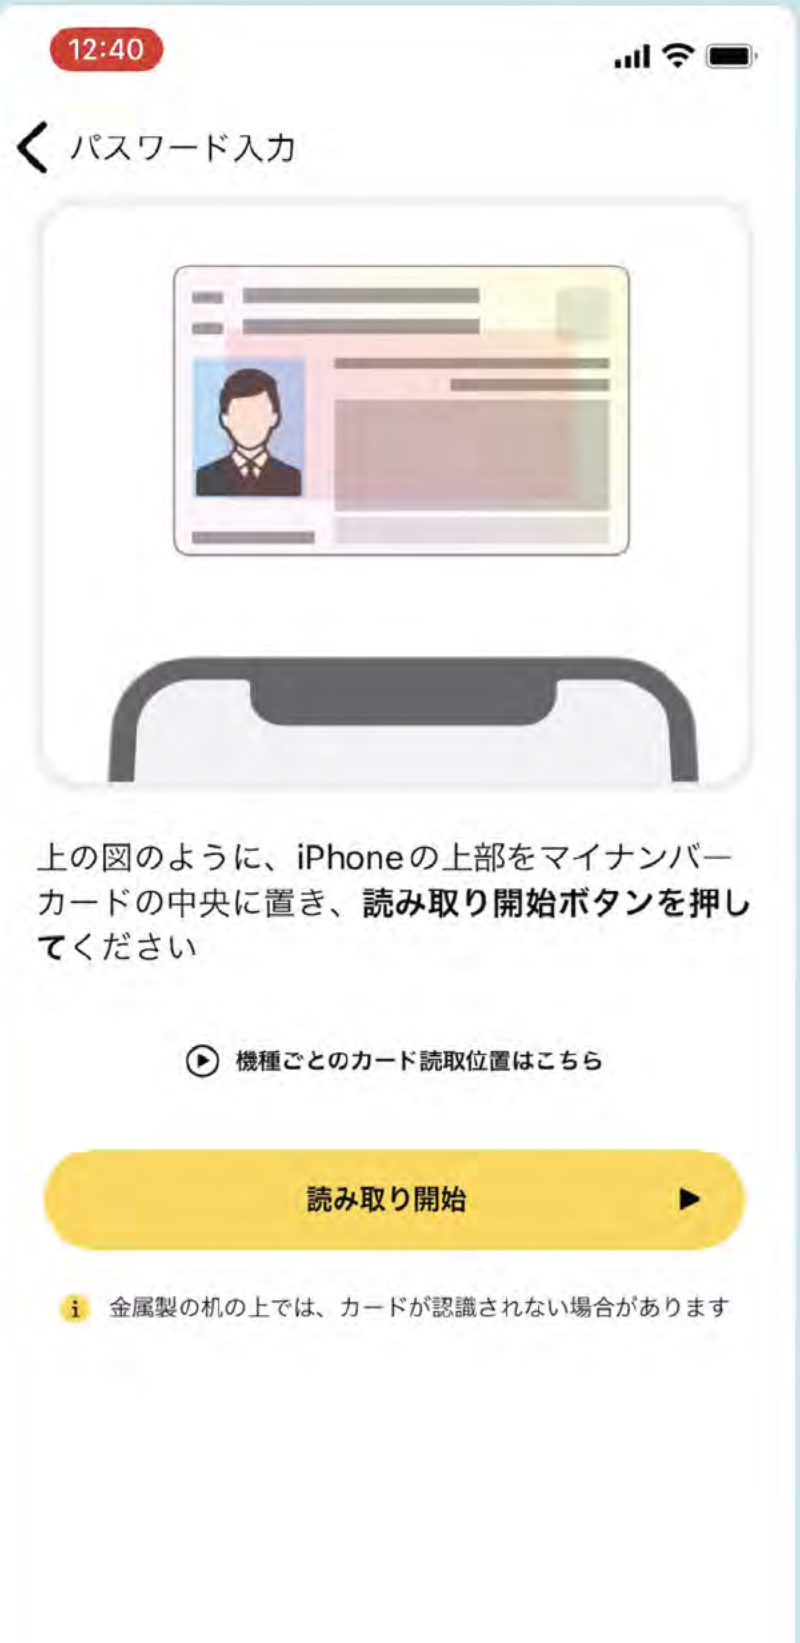 12:40
パスワード入力
上の図のように、iPhoneの上部をマイナンバー
カードの中央に置き、読み取り開始ボタンを押し
てください
機種ごとのカード読取位置はこちら
読み取り開始
金属製の机の上では、カードが認識されない場合があります